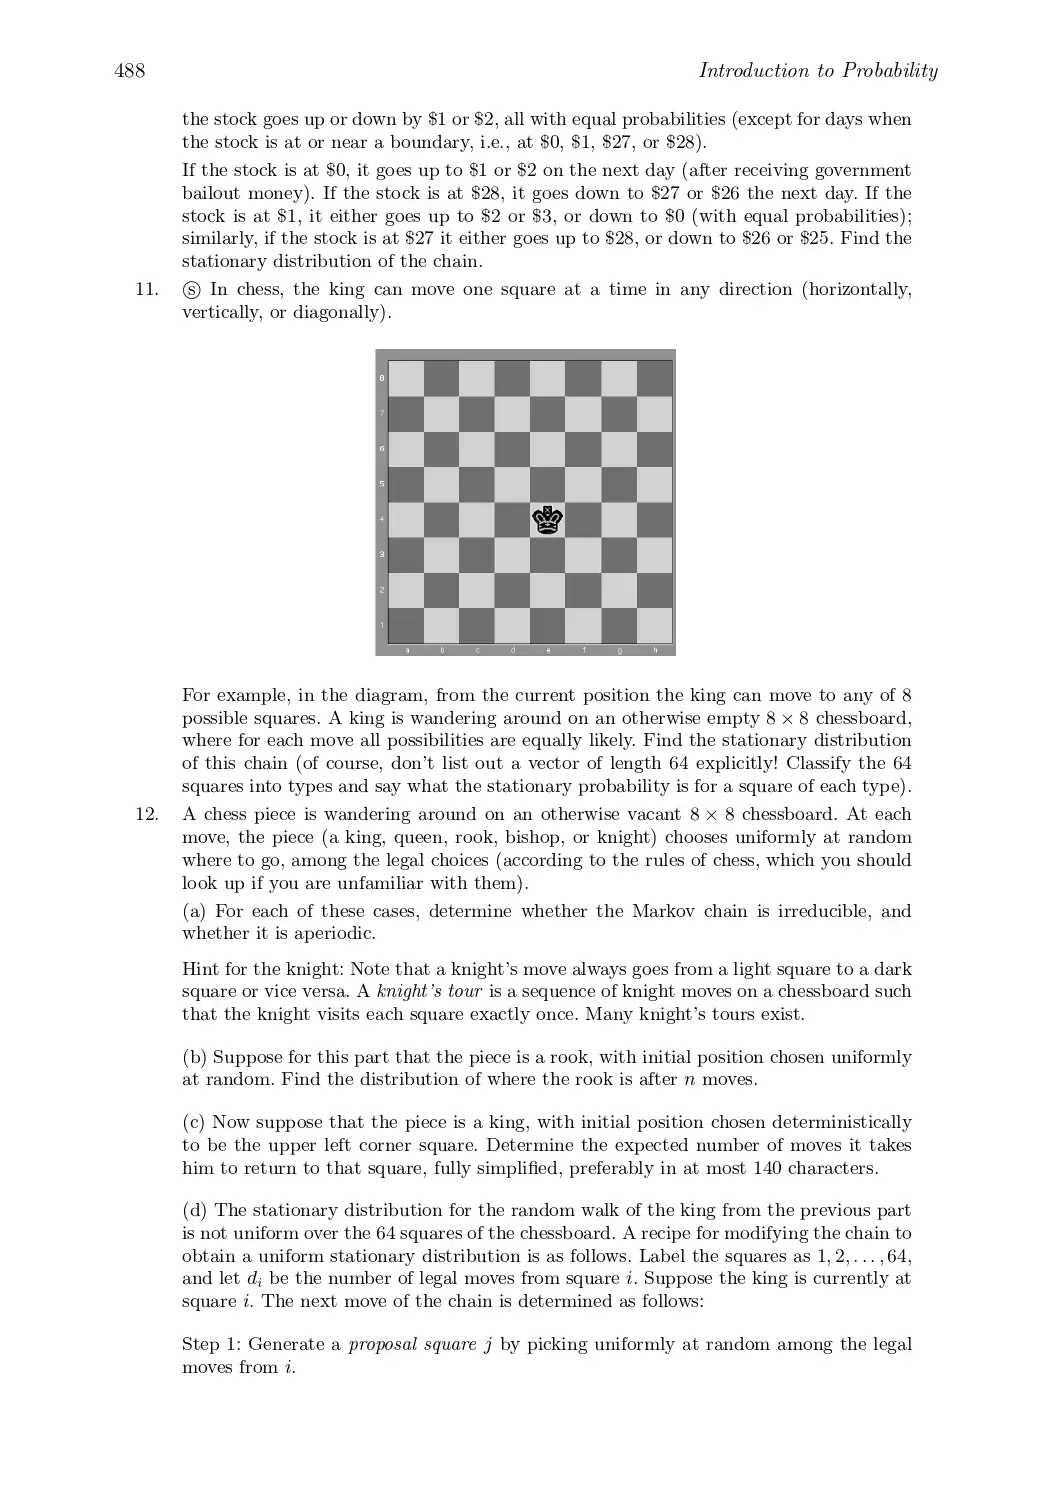 488
Introduction to Probability
the stock goes up or down by $1 or $2, all with equal probabilities (except for days when
the stock is at or near a boundary, i.e., at $0, $1, $27, or $28).
If the stock is at $0, it goes up to $1 or $2 on the next day (after receiving government
bailout money). If the stock is at $28, it goes down to $27 or $26 the next day. If the
stock is at $1, it either goes up to $2 or $3, or down to $0 (with equal probabilities);
similarly, if the stock is at $27 it either goes up to $28, or down to $26 or $25. Find the
stationary distribution of the chain.
11. Ⓢ In chess, the king can move one square at a time in any direction (horizontally,
vertically, or diagonally).
8
7
6
5
4
3
2
1
a b c d e f g h
For example, in the diagram, from the current position the king can move to any of 8
possible squares. A king is wandering around on an otherwise empty 8 × 8 chessboard,
where for each move all possibilities are equally likely. Find the stationary distribution
of this chain (of course, don't list out a vector of length 64 explicitly! Classify the 64
squares into types and say what the stationary probability is for a square of each type).
12. A chess piece is wandering around on an otherwise vacant 8 × 8 chessboard. At each
move, the piece (a king, queen, rook, bishop, or knight) chooses uniformly at random
where to go, among the legal choices (according to the rules of chess, which you should
look up if you are unfamiliar with them).
(a) For each of these cases, determine whether the Markov chain is irreducible, and
whether it is aperiodic.
Hint for the knight: Note that a knight's move always goes from a light square to a dark
square or vice versa. A knight's tour is a sequence of knight moves on a chessboard such
that the knight visits each square exactly once. Many knight's tours exist.
(b) Suppose for this part that the piece is a rook, with initial position chosen uniformly
at random. Find the distribution of where the rook is after n moves.
(c) Now suppose that the piece is a king, with initial position chosen deterministically
to be the upper left corner square. Determine the expected number of moves it takes
him to return to that square, fully simplified, preferably in at most 140 characters.
(d) The stationary distribution for the random walk of the king from the previous part
is not uniform over the 64 squares of the chessboard. A recipe for modifying the chain to
obtain a uniform stationary distribution is as follows. Label the squares as 1, 2, . . . , 64,
and let dᵢ be the number of legal moves from square i. Suppose the king is currently at
square i. The next move of the chain is determined as follows:
Step 1: Generate a proposal square j by picking uniformly at random among the legal
moves from i.